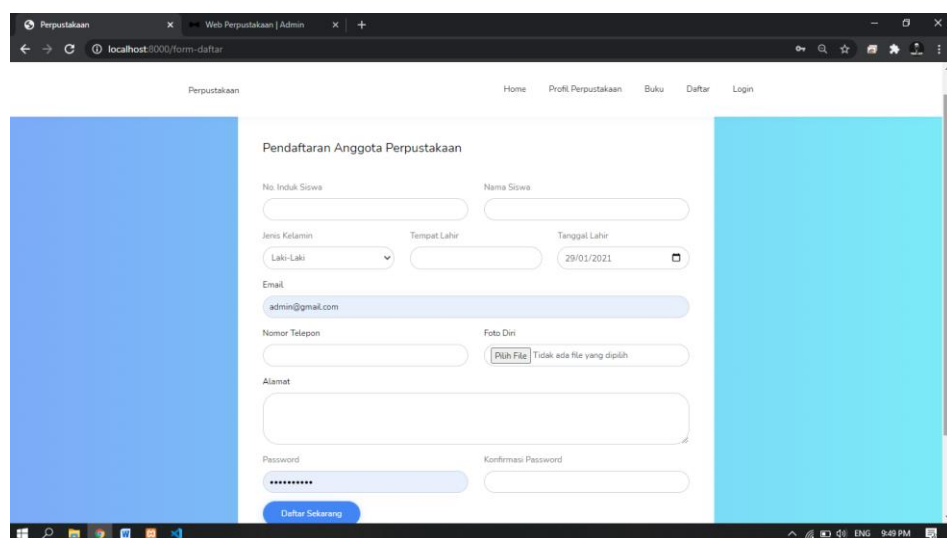 Perpustakaan
Web Perpustakaan | Admin
localhost:8000/form-daftar
Perpustakaan Home Profil Perpustakaan Buku Daftar Login
Pendaftaran Anggota Perpustakaan
No. Induk Siswa Nama Siswa
Jenis Kelamin Tempat Lahir Tanggal Lahir
Laki-Laki 29/01/2021
Email
admin@gmail.com
Nomor Telepon Foto Diri
Pilih File Tidak ada file yang dipilih
Alamat
Password Konfirmasi Password
••••••••••
Daftar Sekarang
ENG 9:49 PM